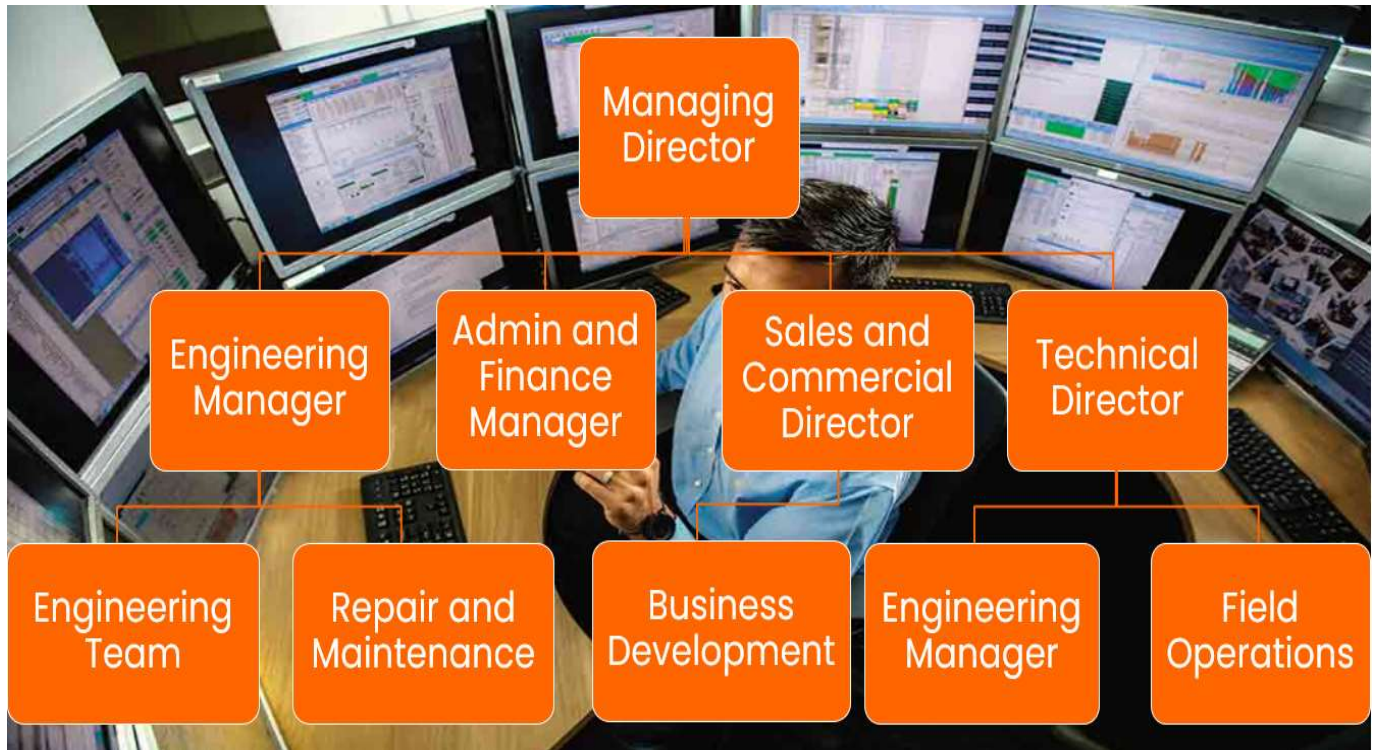 Managing
Director
Engineering
Manager
Admin and
Finance
Manager
Sales and
Commercial
Director
Technical
Director
Engineering
Team
Repair and
Maintenance
Business
Development
Engineering
Manager
Field
Operations